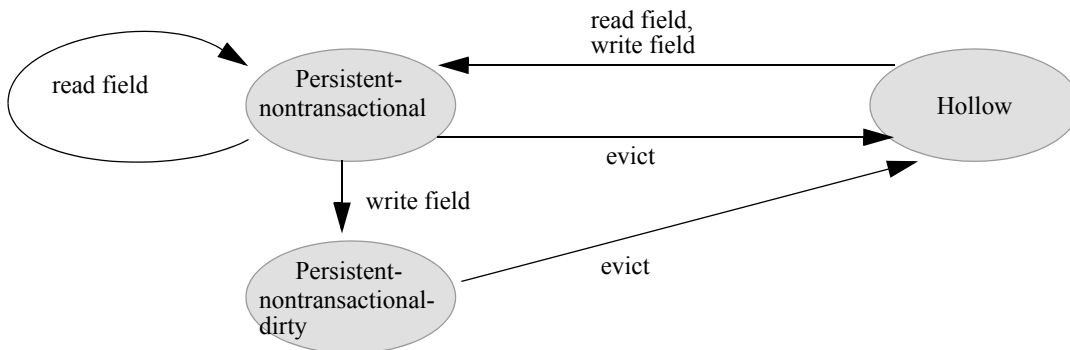 read field,
write field
read field
Persistent-
nontransactional
Hollow
evict
write field
evict
Persistent-
nontransactional-
dirty